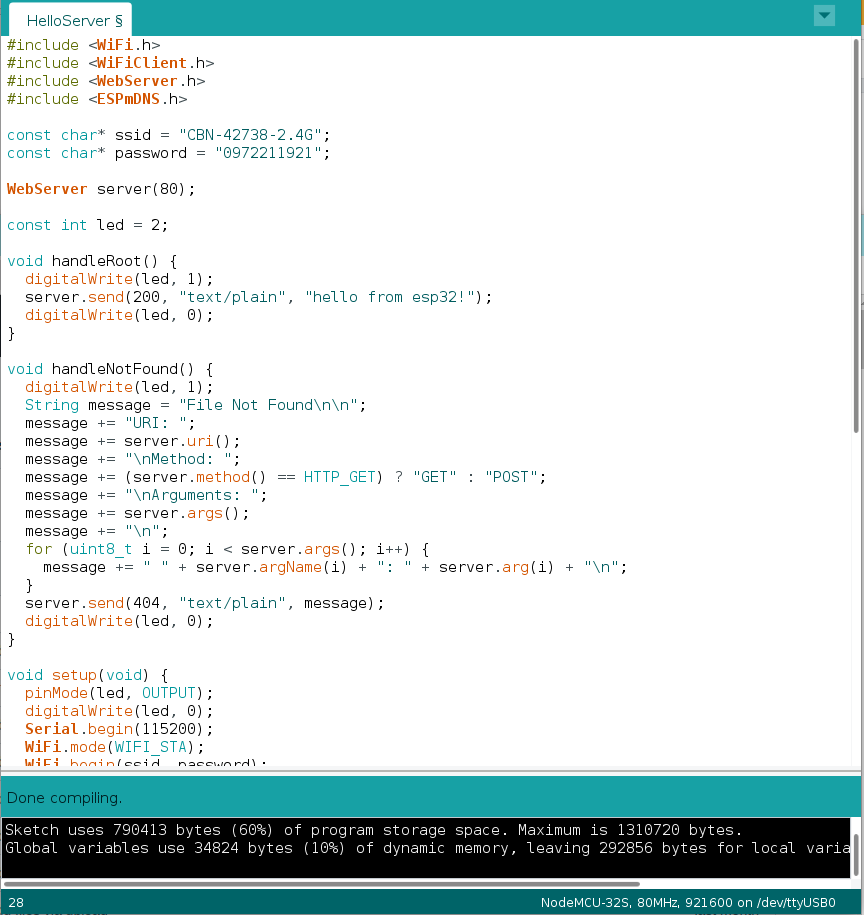 HelloServer §
#include <WiFi.h>
#include <WiFiClient.h>
#include <WebServer.h>
#include <ESPmDNS.h>
const char* ssid = "CBN-42738-2.4G";
const char* password = "0972211921";
WebServer server(80);
const int led = 2;
void handleRoot() {
  digitalWrite(led, 1);
  server.send(200, "text/plain", "hello from esp32!");
  digitalWrite(led, 0);
}
void handleNotFound() {
  digitalWrite(led, 1);
  String message = "File Not Found\n\n";
  message += "URI: ";
  message += server.uri();
  message += "\nMethod: ";
  message += (server.method() == HTTP_GET) ? "GET" : "POST";
  message += "\nArguments: ";
  message += server.args();
  message += "\n";
  for (uint8_t i = 0; i < server.args(); i++) {
    message += " " + server.argName(i) + ": " + server.arg(i) + "\n";
  }
  server.send(404, "text/plain", message);
  digitalWrite(led, 0);
}
void setup(void) {
  pinMode(led, OUTPUT);
  digitalWrite(led, 0);
  Serial.begin(115200);
  WiFi.mode(WIFI_STA);
  WiFi.begin(ssid, password);
Done compiling.
Sketch uses 790413 bytes (60%) of program storage space. Maximum is 1310720 bytes.
Global variables use 34824 bytes (10%) of dynamic memory, leaving 292856 bytes for local varia
28
NodeMCU-32S, 80MHz, 921600 on /dev/ttyUSB0